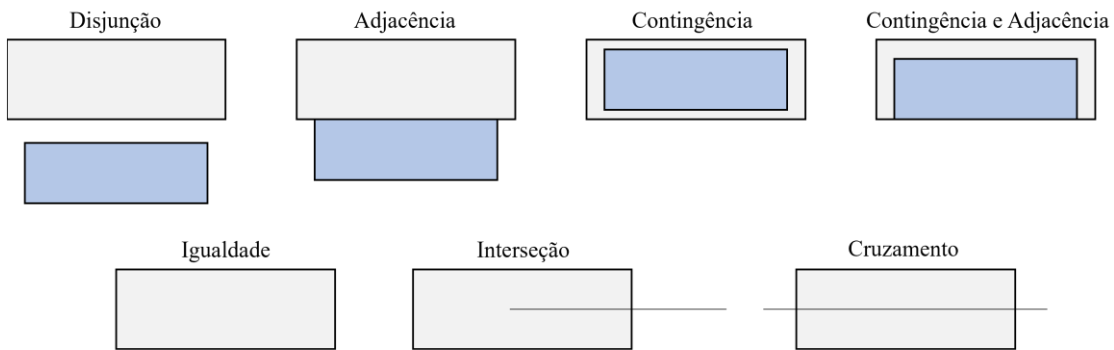 Disjunção
Adjacência
Contingência
Contingência e Adjacência
Igualdade
Interseção
Cruzamento